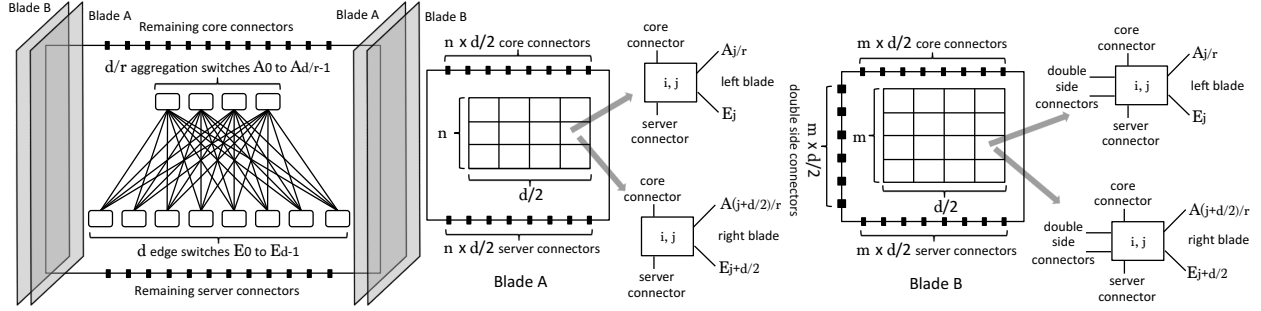 Blade B
Blade A
Remaining core connectors
d/r aggregation switches A0 to Ad/r-1
d edge switches E0 to Ed-1
Remaining server connectors
Blade A
Blade B
n x d/2 core connectors
n
d/2
n x d/2 server connectors
Blade A
core
connector
i, j
Aj/r
left blade
Ej
server
connector
core
connector
i, j
A(j+d/2)/r
right blade
Ej+d/2
server
connector
m x d/2 core connectors
double side connectors
m x d/2
m
d/2
m x d/2 server connectors
Blade B
core
connector
double
side
connectors
i, j
Aj/r
left blade
Ej
server
connector
core
connector
double
side
connectors
i, j
A(j+d/2)/r
right blade
Ej+d/2
server
connector